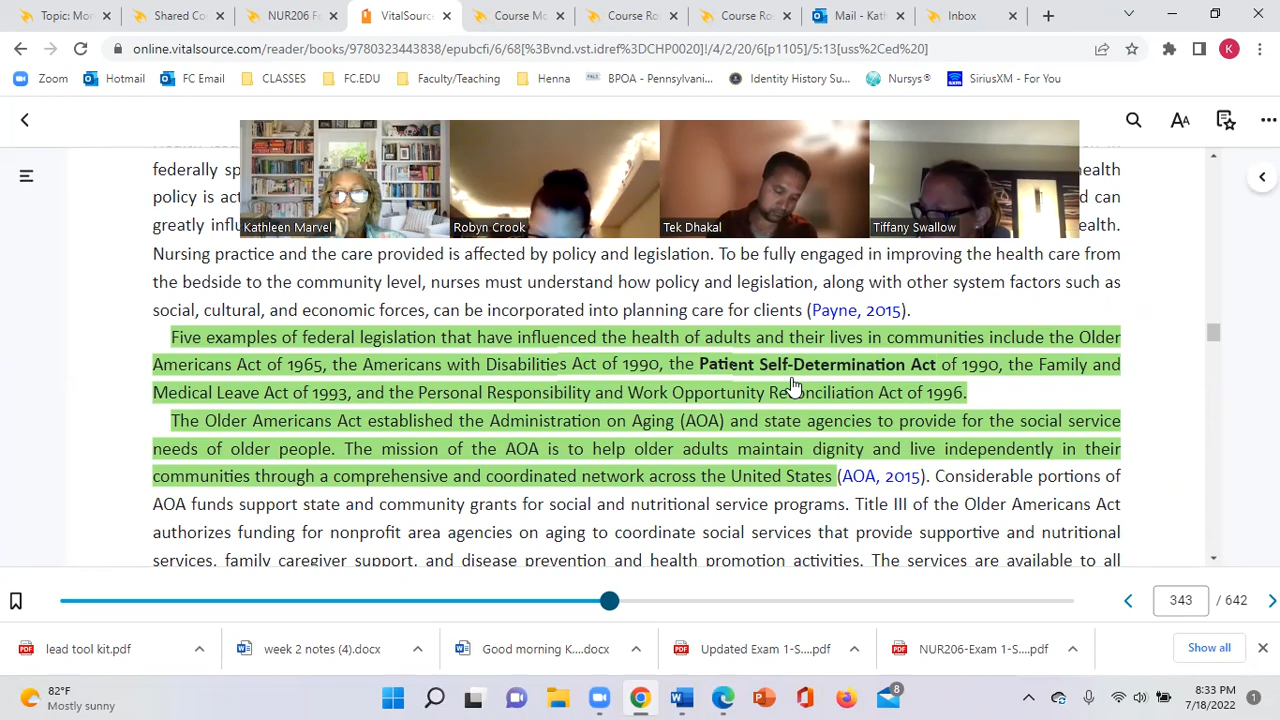 Topic: Mon
Shared Co
NUR206 F
VitalSource
Course Mo
Course Ro
Course Ro
Mail - Kath
Inbox
online.vitalsource.com/reader/books/9780323443838/epubcfi/6/68[%3Bvnd.vst.idref%3DCHP0020]!/4/2/20/6[p1105]/5:13[uss%2Ced%20]
K
Zoom
Hotmail
FC Email
CLASSES
FC.EDU
Faculty/Teaching
Henna
BPOA - Pennsylvani...
Identity History Su...
Nursys®
SiriusXM - For You
AA
federally sp
health
policy is act
d can
greatly influ
ealth.
Kathleen Marvel
Robyn Crook
Tek Dhakal
Tiffany Swallow
Nursing practice and the care provided is affected by policy and legislation. To be fully engaged in improving the health care from
the bedside to the community level, nurses must understand how policy and legislation, along with other system factors such as
social, cultural, and economic forces, can be incorporated into planning care for clients (Payne, 2015).
Five examples of federal legislation that have influenced the health of adults and their lives in communities include the Older
Americans Act of 1965, the Americans with Disabilities Act of 1990, the Patient Self-Determination Act of 1990, the Family and
Medical Leave Act of 1993, and the Personal Responsibility and Work Opportunity Reconciliation Act of 1996.
The Older Americans Act established the Administration on Aging (AOA) and state agencies to provide for the social service
needs of older people. The mission of the AOA is to help older adults maintain dignity and live independently in their
communities through a comprehensive and coordinated network across the United States (AOA, 2015). Considerable portions of
AOA funds support state and community grants for social and nutritional service programs. Title III of the Older Americans Act
authorizes funding for nonprofit area agencies on aging to coordinate social services that provide supportive and nutritional
services, family caregiver support, and disease prevention and health promotion activities. The services are available to all
343 / 642
lead tool kit.pdf
week 2 notes (4).docx
Good morning K....docx
Updated Exam 1-S....pdf
NUR206-Exam 1-S....pdf
Show all
82°F
Mostly sunny
8
8:33 PM
7/18/2022
1